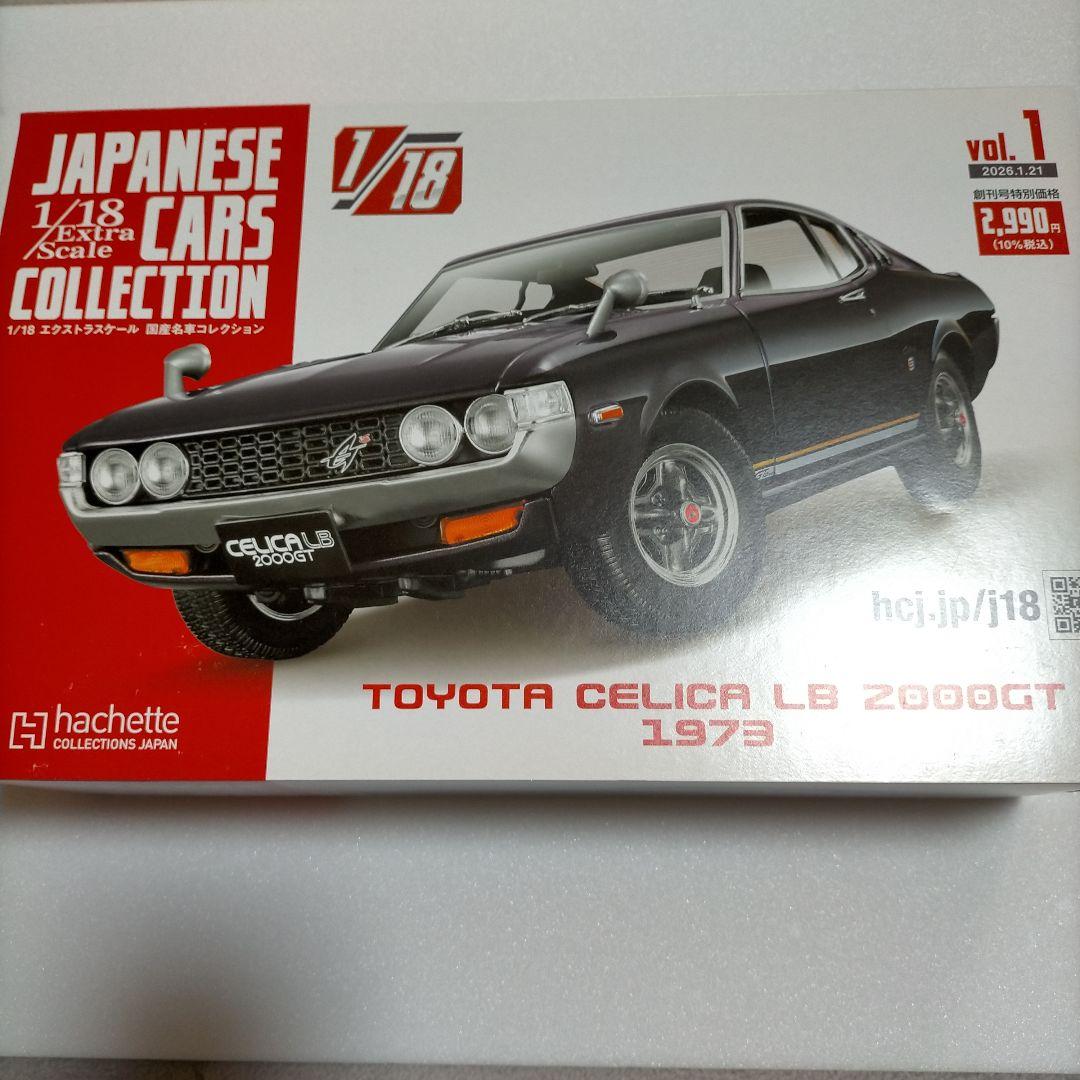 JAPANESE
1/18 Extra Scale CARS
COLLECTION
1/18 エクストラスケール 国産名車コレクション
1/18
vol. 1
2026.1.21
創刊号特別価格
2,990円
(10%税込)
GT
CELICA LB
2000GT
hcj.jp/j18
TOYOTA CELICA LB 2000GT
1973
hachette
COLLECTIONS JAPAN